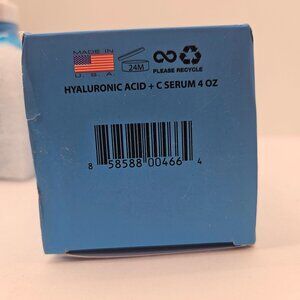 MADE IN
U.S.A
24M
PLEASE RECYCLE
HYALURONIC ACID + C SERUM 4 OZ
8 58588 00466 4